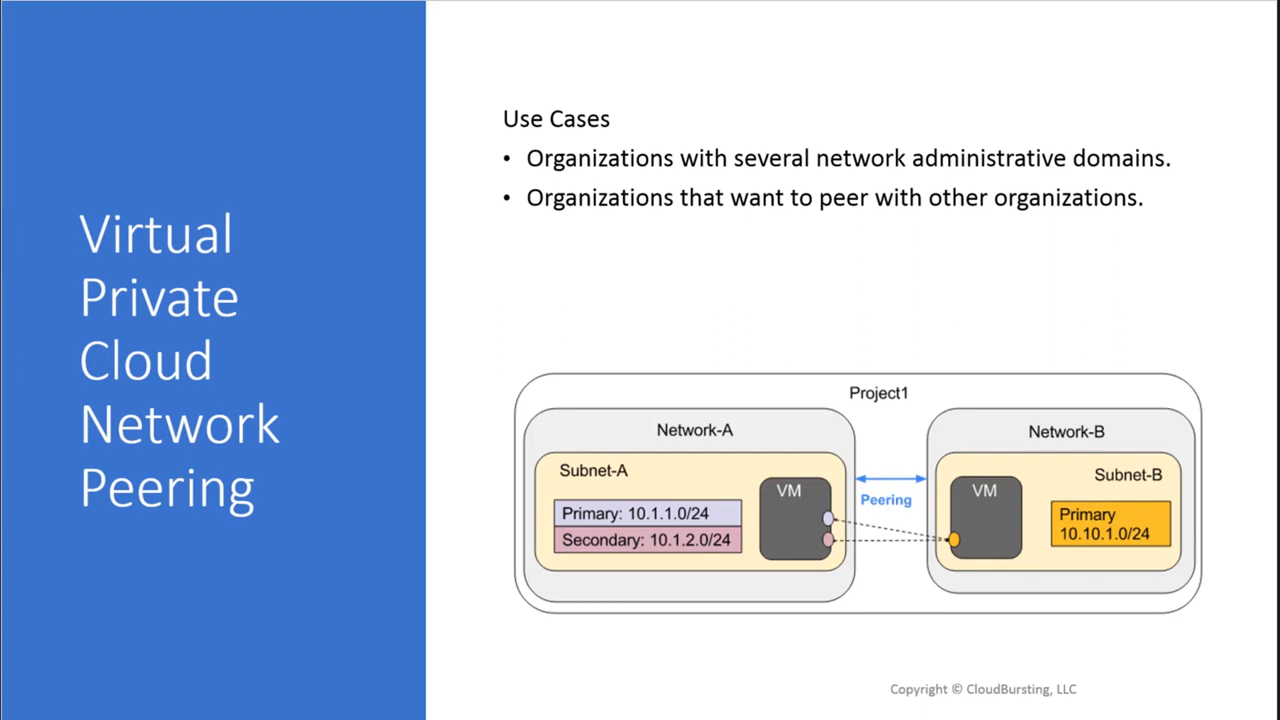 Virtual
Private
Cloud
Network
Peering
Use Cases
• Organizations with several network administrative domains.
• Organizations that want to peer with other organizations.
Project1
Network-A
Subnet-A
Primary: 10.1.1.0/24
Secondary: 10.1.2.0/24
VM
Peering
Network-B
Subnet-B
VM
Primary
10.10.1.0/24
Copyright © CloudBursting, LLC